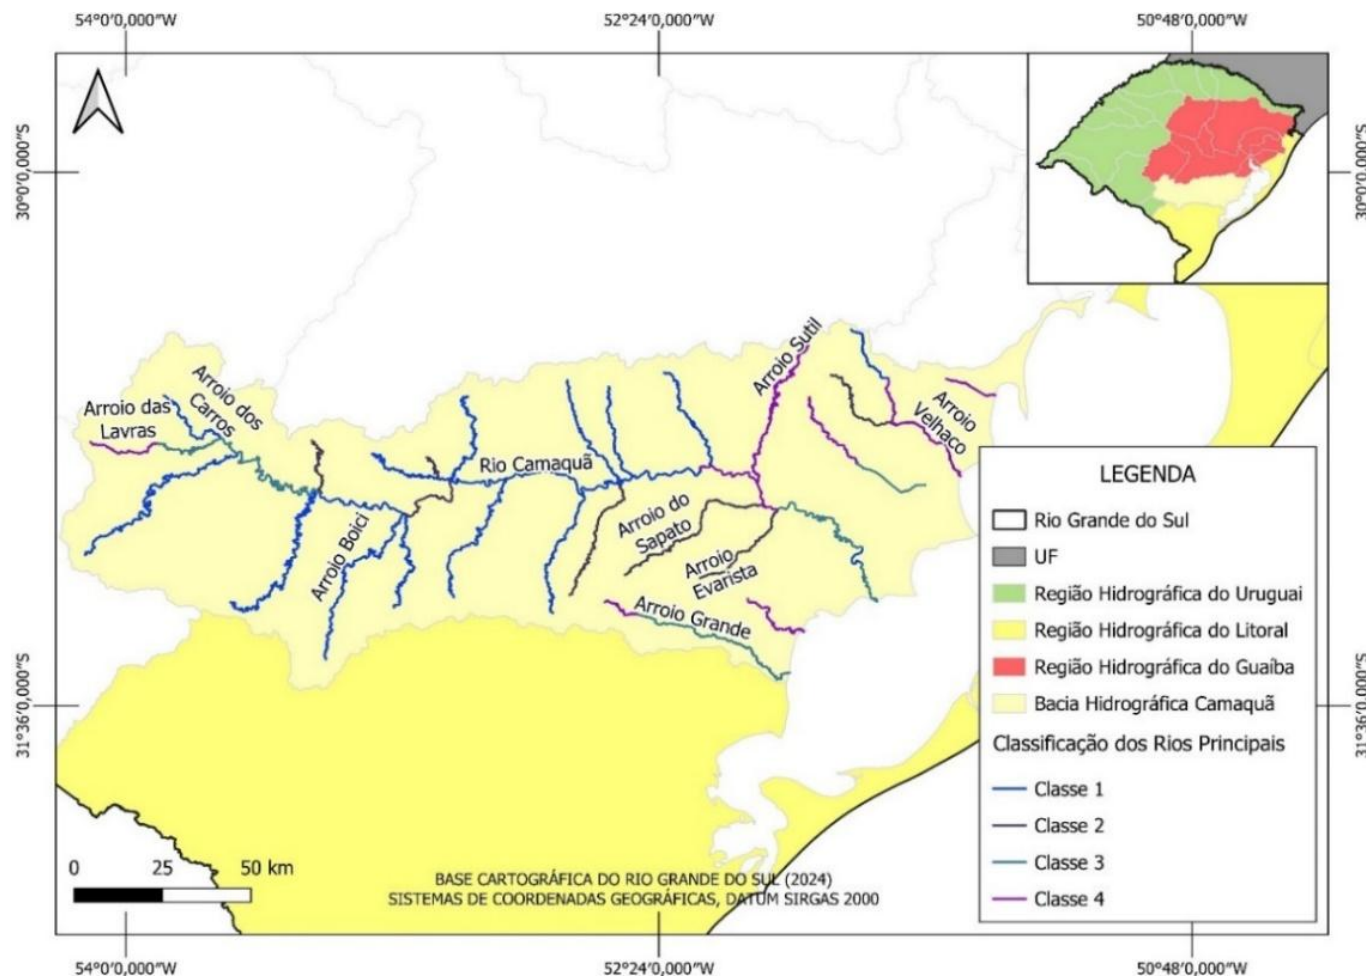 54°0'0,000"W
52°24'0,000"W
50°48'0,000"W
30°0'0,000"S
30°0'0,000"S
Arroio Sutil
Arroio dos
Carros
Arroio das
Lavras
Arroio
Velhaco
Rio Camaquã
Arroio do
Sapato
Arroio Boici
Arroio
Evarista
Arroio Grande
31°36'0,000"S
31°36'0,000"S
LEGENDA
Rio Grande do Sul
UF
Região Hidrográfica do Uruguai
Região Hidrográfica do Litoral
Região Hidrográfica do Guaíba
Bacia Hidrográfica Camaquã
Classificação dos Rios Principais
Classe 1
Classe 2
Classe 3
Classe 4
0 25 50 km
BASE CARTOGRÁFICA DO RIO GRANDE DO SUL (2024)
SISTEMAS DE COORDENADAS GEOGRÁFICAS, DATUM SIRGAS 2000
54°0'0,000"W
52°24'0,000"W
50°48'0,000"W